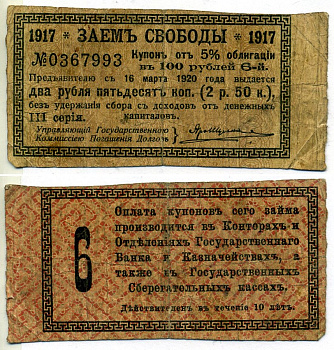 1917 * ЗАЕМЪ СВОБОДЫ * 1917
№0367993 Купонъ отъ 5% облигаціи
въ 100 рублей 6-й.
Предъявителю съ 16 марта 1920 года выдается
два рубля пятьдесятъ коп. (2 р. 50 к.),
безъ удержанія сбора съ доходовъ отъ денежныхъ
III серія. капиталовъ.
Управляющій Государственною
Коммиссіею Погашенія Долговъ
6
Оплата купоновъ сего займа
производится въ Конторахъ и
Отдѣленіяхъ Государственнаго
Банка и Казначействахъ, а
также въ Государственныхъ
Сберегательныхъ кассахъ.
Дѣйствителенъ въ теченіе 10 лѣтъ.